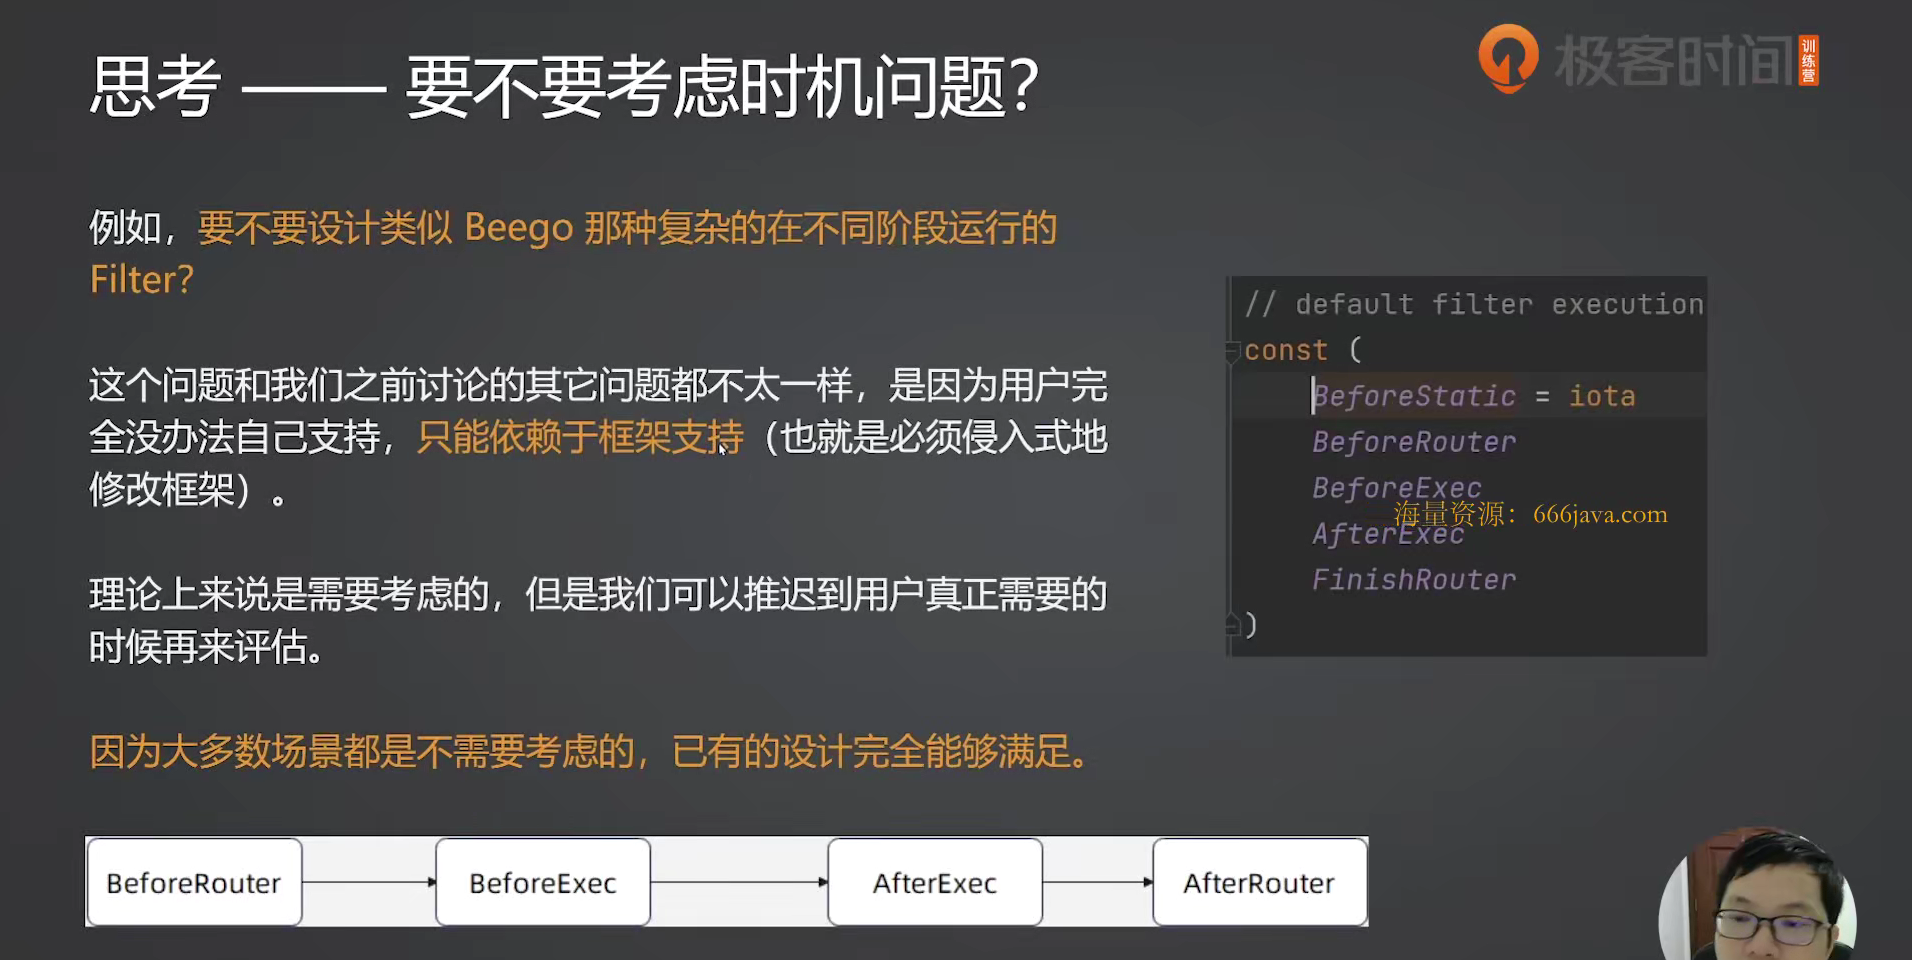 思考 —— 要不要考虑时机问题？
极客时间
训练营
例如，要不要设计类似 Beego 那种复杂的在不同阶段运行的
Filter？
这个问题和我们之前讨论的其它问题都不太一样，是因为用户完
全没办法自己支持，只能依赖于框架支持（也就是必须侵入式地
修改框架）。
理论上来说是需要考虑的，但是我们可以推迟到用户真正需要的
时候再来评估。
因为大多数场景都是不需要考虑的，已有的设计完全能够满足。
// default filter execution
const (
BeforeStatic = iota
BeforeRouter
BeforeExec
海量资源：666java.com
AfterExec
FinishRouter
)
BeforeRouter
BeforeExec
AfterExec
AfterRouter